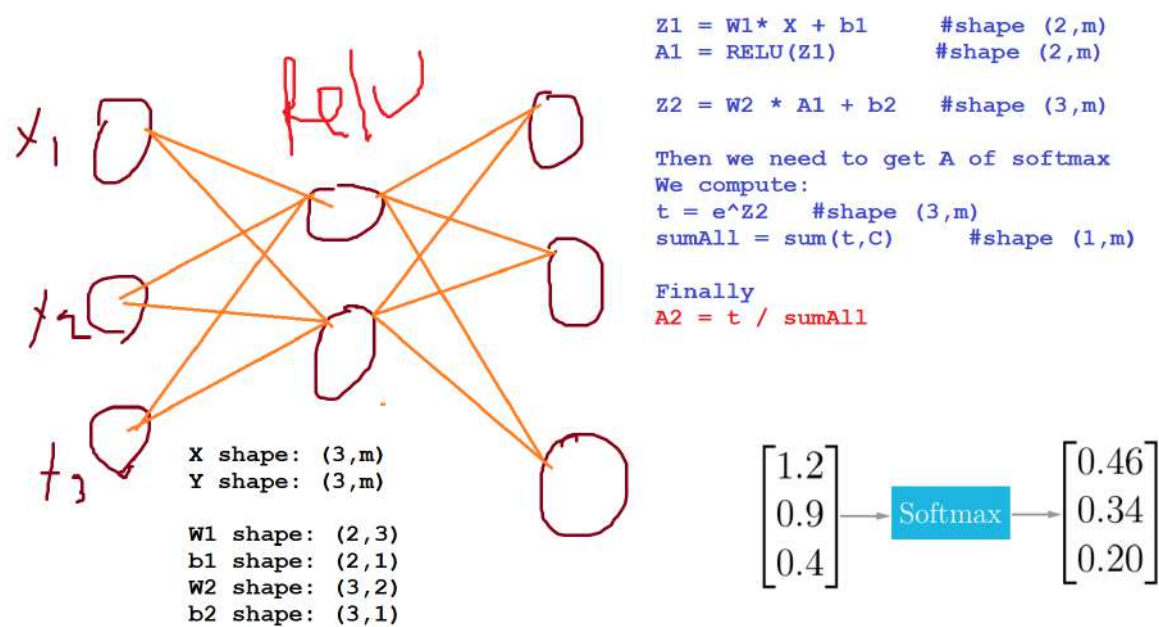 Relu
x1
x2
x3
X shape: (3,m)
Y shape: (3,m)
W1 shape: (2,3)
b1 shape: (2,1)
W2 shape: (3,2)
b2 shape: (3,1)
Z1 = W1* X + b1 #shape (2,m)
A1 = RELU(Z1) #shape (2,m)
Z2 = W2 * A1 + b2 #shape (3,m)
Then we need to get A of softmax
We compute:
t = e^Z2 #shape (3,m)
sumAll = sum(t,C) #shape (1,m)
Finally
A2 = t / sumAll
1.2
0.9
0.4
Softmax
0.46
0.34
0.20